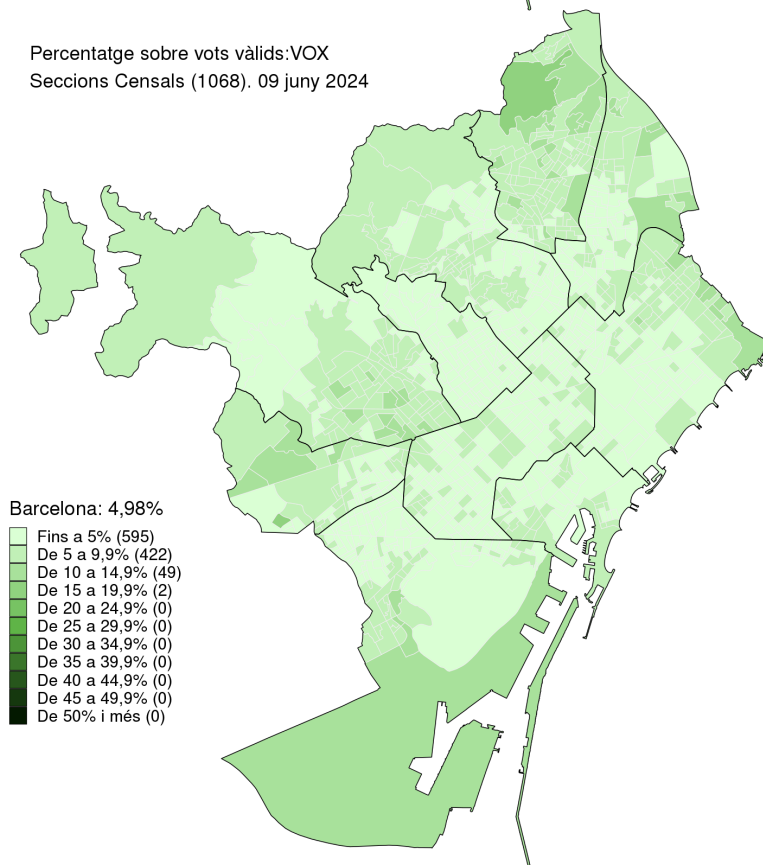 Percentatge sobre vots vàlids:VOX
Seccions Censals (1068). 09 juny 2024
Barcelona: 4,98%
Fins a 5% (595)
De 5 a 9,9% (422)
De 10 a 14,9% (49)
De 15 a 19,9% (2)
De 20 a 24,9% (0)
De 25 a 29,9% (0)
De 30 a 34,9% (0)
De 35 a 39,9% (0)
De 40 a 44,9% (0)
De 45 a 49,9% (0)
De 50% i més (0)